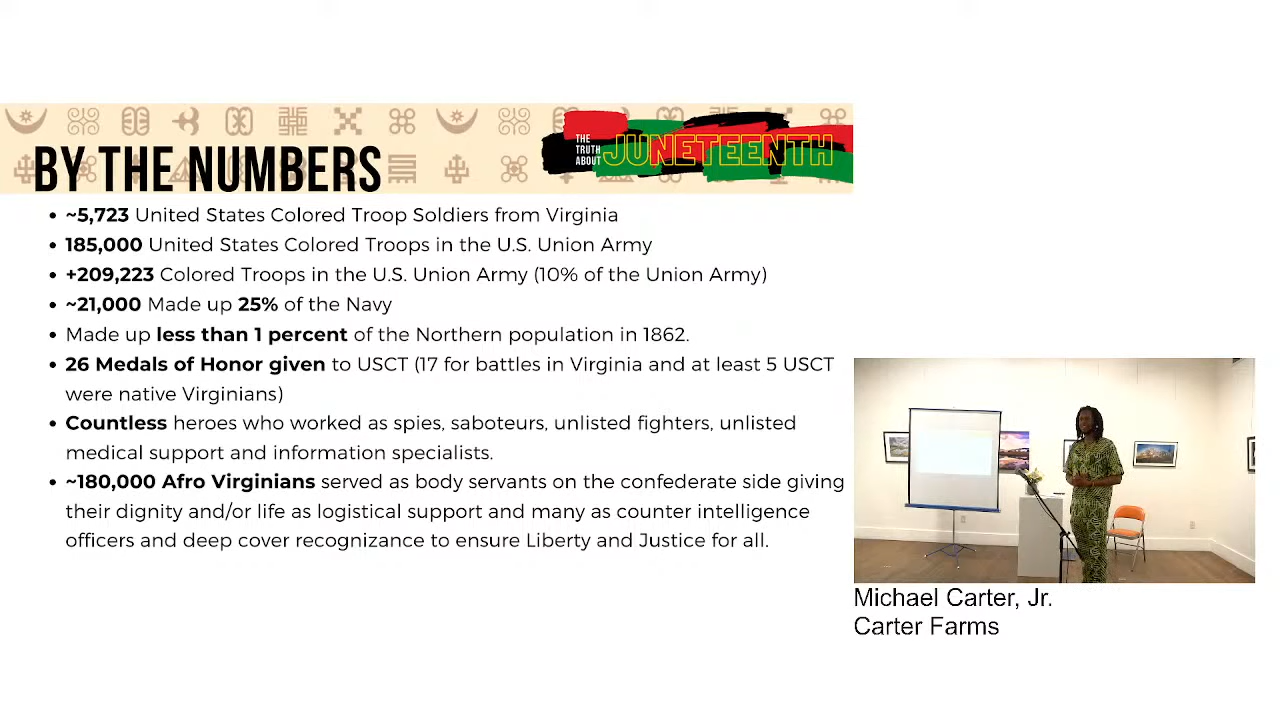 THE
TRUTH
ABOUT
JUNETEENTH
BY THE NUMBERS
• ~5,723 United States Colored Troop Soldiers from Virginia
• 185,000 United States Colored Troops in the U.S. Union Army
• +209,223 Colored Troops in the U.S. Union Army (10% of the Union Army)
• ~21,000 Made up 25% of the Navy
• Made up less than 1 percent of the Northern population in 1862.
• 26 Medals of Honor given to USCT (17 for battles in Virginia and at least 5 USCT
were native Virginians)
• Countless heroes who worked as spies, saboteurs, unlisted fighters, unlisted
medical support and information specialists.
• ~180,000 Afro Virginians served as body servants on the confederate side giving
their dignity and/or life as logistical support and many as counter intelligence
officers and deep cover recognizance to ensure Liberty and Justice for all.
Michael Carter, Jr.
Carter Farms